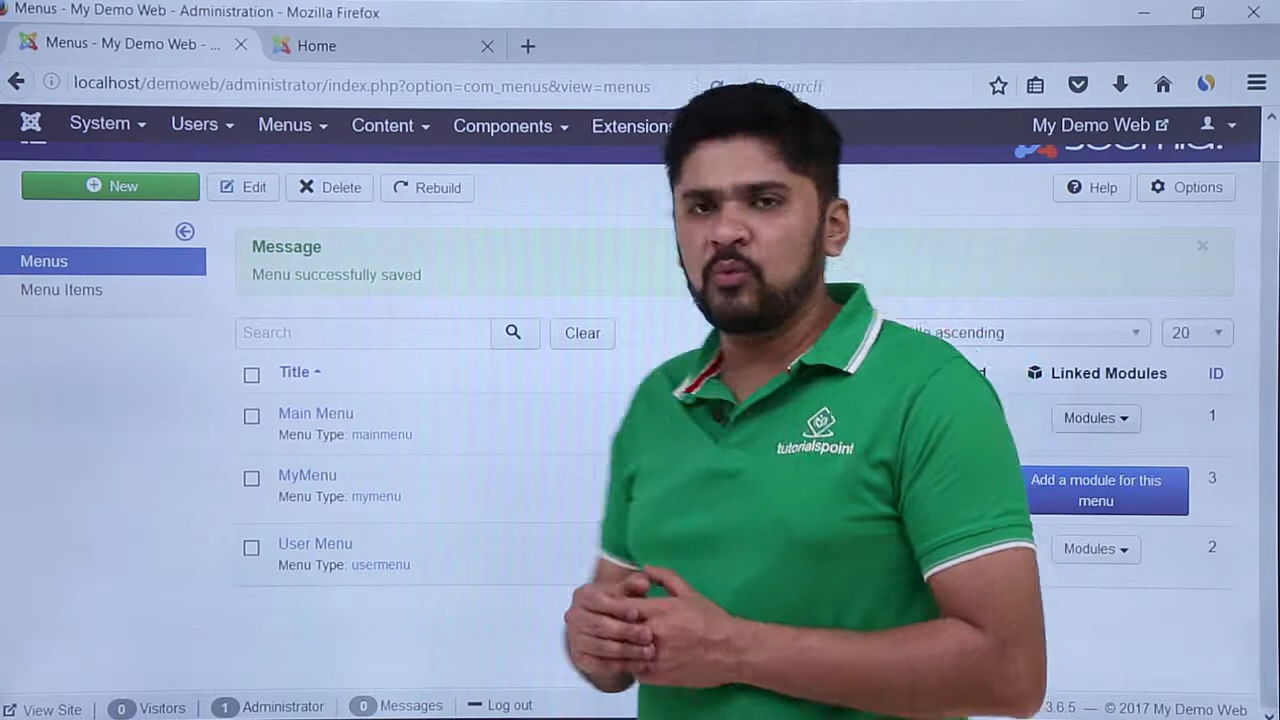 Menus - My Demo Web - Administration - Mozilla Firefox
Menus - My Demo Web - ...
Home
localhost/demoweb/administrator/index.php?option=com_menus&view=menus
Search
System
Users
Menus
Content
Components
Extensions
My Demo Web
New
Edit
Delete
Rebuild
Help
Options
Menus
Menu Items
Message
Menu successfully saved
Search
Clear
ascending
20
Title
Linked Modules
ID
Main Menu
Menu Type: mainmenu
Modules
1
MyMenu
Menu Type: mymenu
Add a module for this
menu
3
User Menu
Menu Type: usermenu
Modules
2
tutorialspoint
View Site
0 Visitors
1 Administrator
0 Messages
Log out
3.6.5 — © 2017 My Demo Web